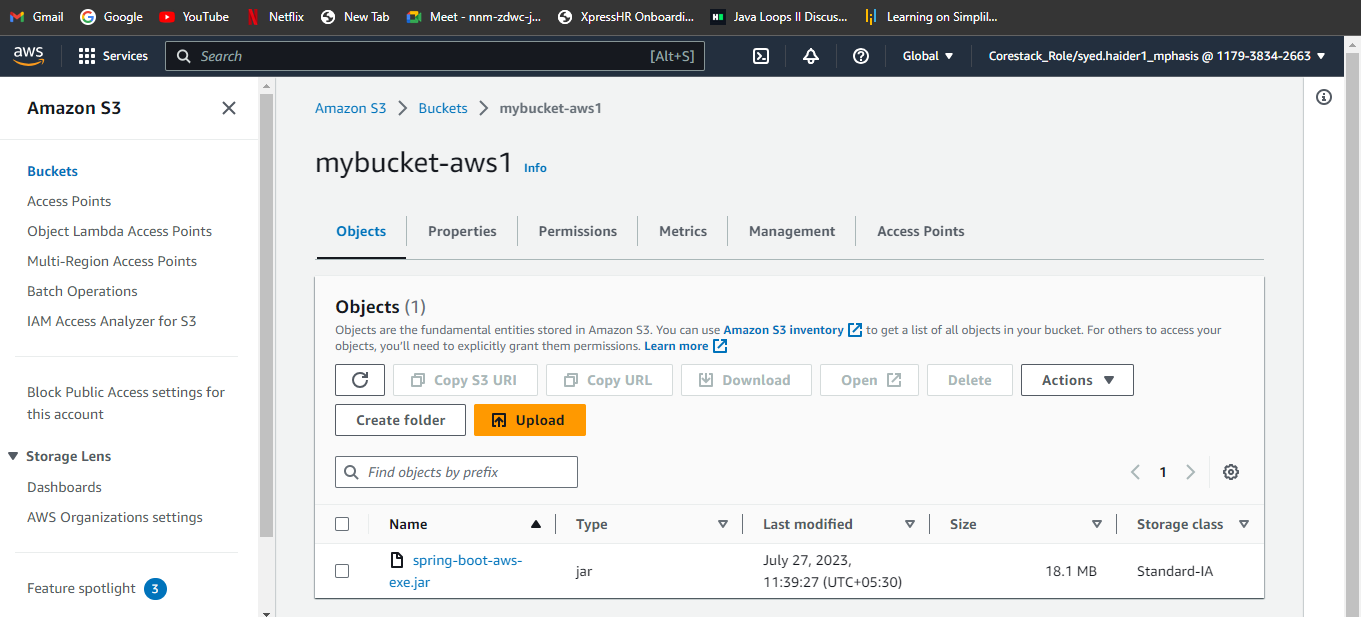 Gmail Google YouTube Netflix New Tab Meet - nnm-zdwc-j... XpressHR Onboardi... Java Loops II Discus... Learning on Simplil...
aws Services Search [Alt+S] Global Corestack_Role/syed.haider1_mphasis @ 1179-3834-2663
Amazon S3
Buckets
Access Points
Object Lambda Access Points
Multi-Region Access Points
Batch Operations
IAM Access Analyzer for S3
Block Public Access settings for
this account
Storage Lens
Dashboards
AWS Organizations settings
Feature spotlight 3
Amazon S3 Buckets mybucket-aws1
mybucket-aws1 Info
Objects Properties Permissions Metrics Management Access Points
Objects (1)
Objects are the fundamental entities stored in Amazon S3. You can use Amazon S3 inventory to get a list of all objects in your bucket. For others to access your
objects, you'll need to explicitly grant them permissions. Learn more
Copy S3 URI Copy URL Download Open Delete Actions
Create folder Upload
Find objects by prefix 1
Name Type Last modified Size Storage class
spring-boot-aws-
exe.jar
jar
July 27, 2023,
11:39:27 (UTC+05:30)
18.1 MB
Standard-IA